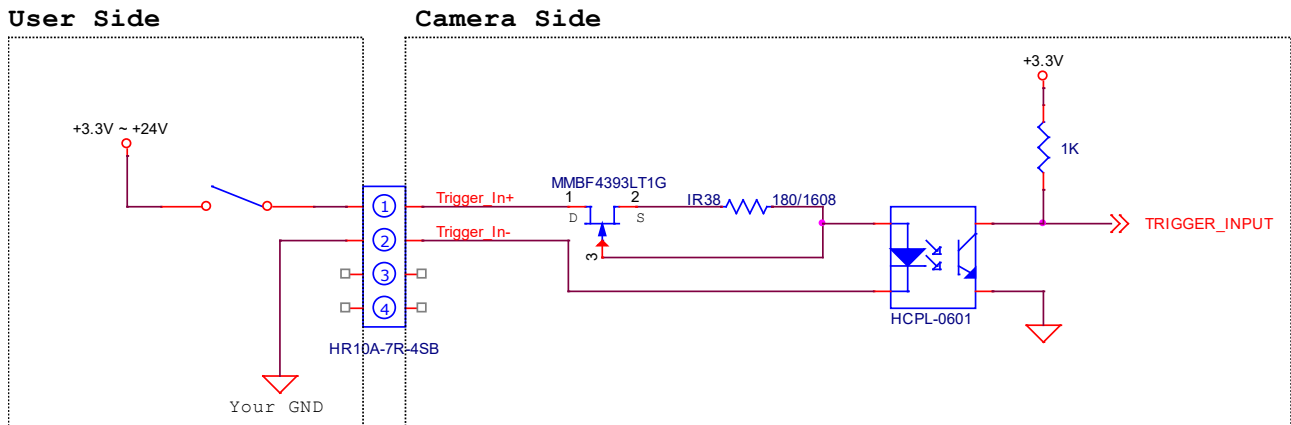 User Side
Camera Side
+3.3V
+3.3V ~ +24V
1K
MMBF4393LT1G
1
2
IR38
180/1608
D
S
1
Trigger_In+
TRIGGER_INPUT
2
Trigger_In-
3
3
4
HCPL-0601
HR10A-7R-4SB
Your GND